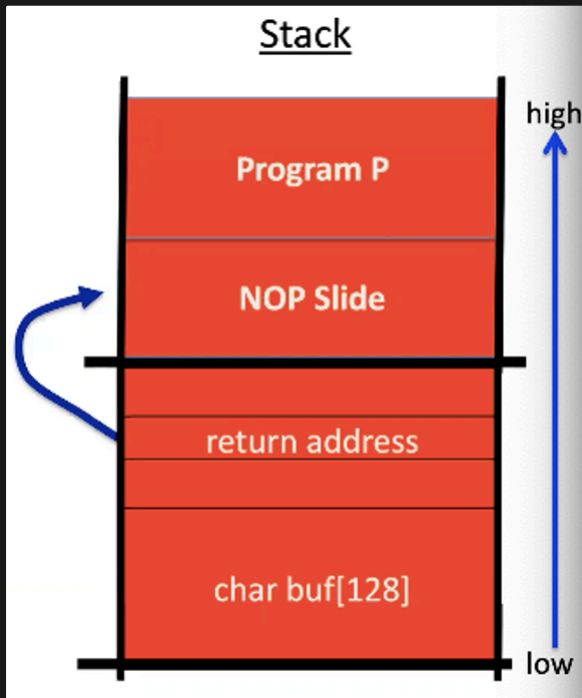 Stack
high
Program P
NOP Slide
return address
char buf[128]
low